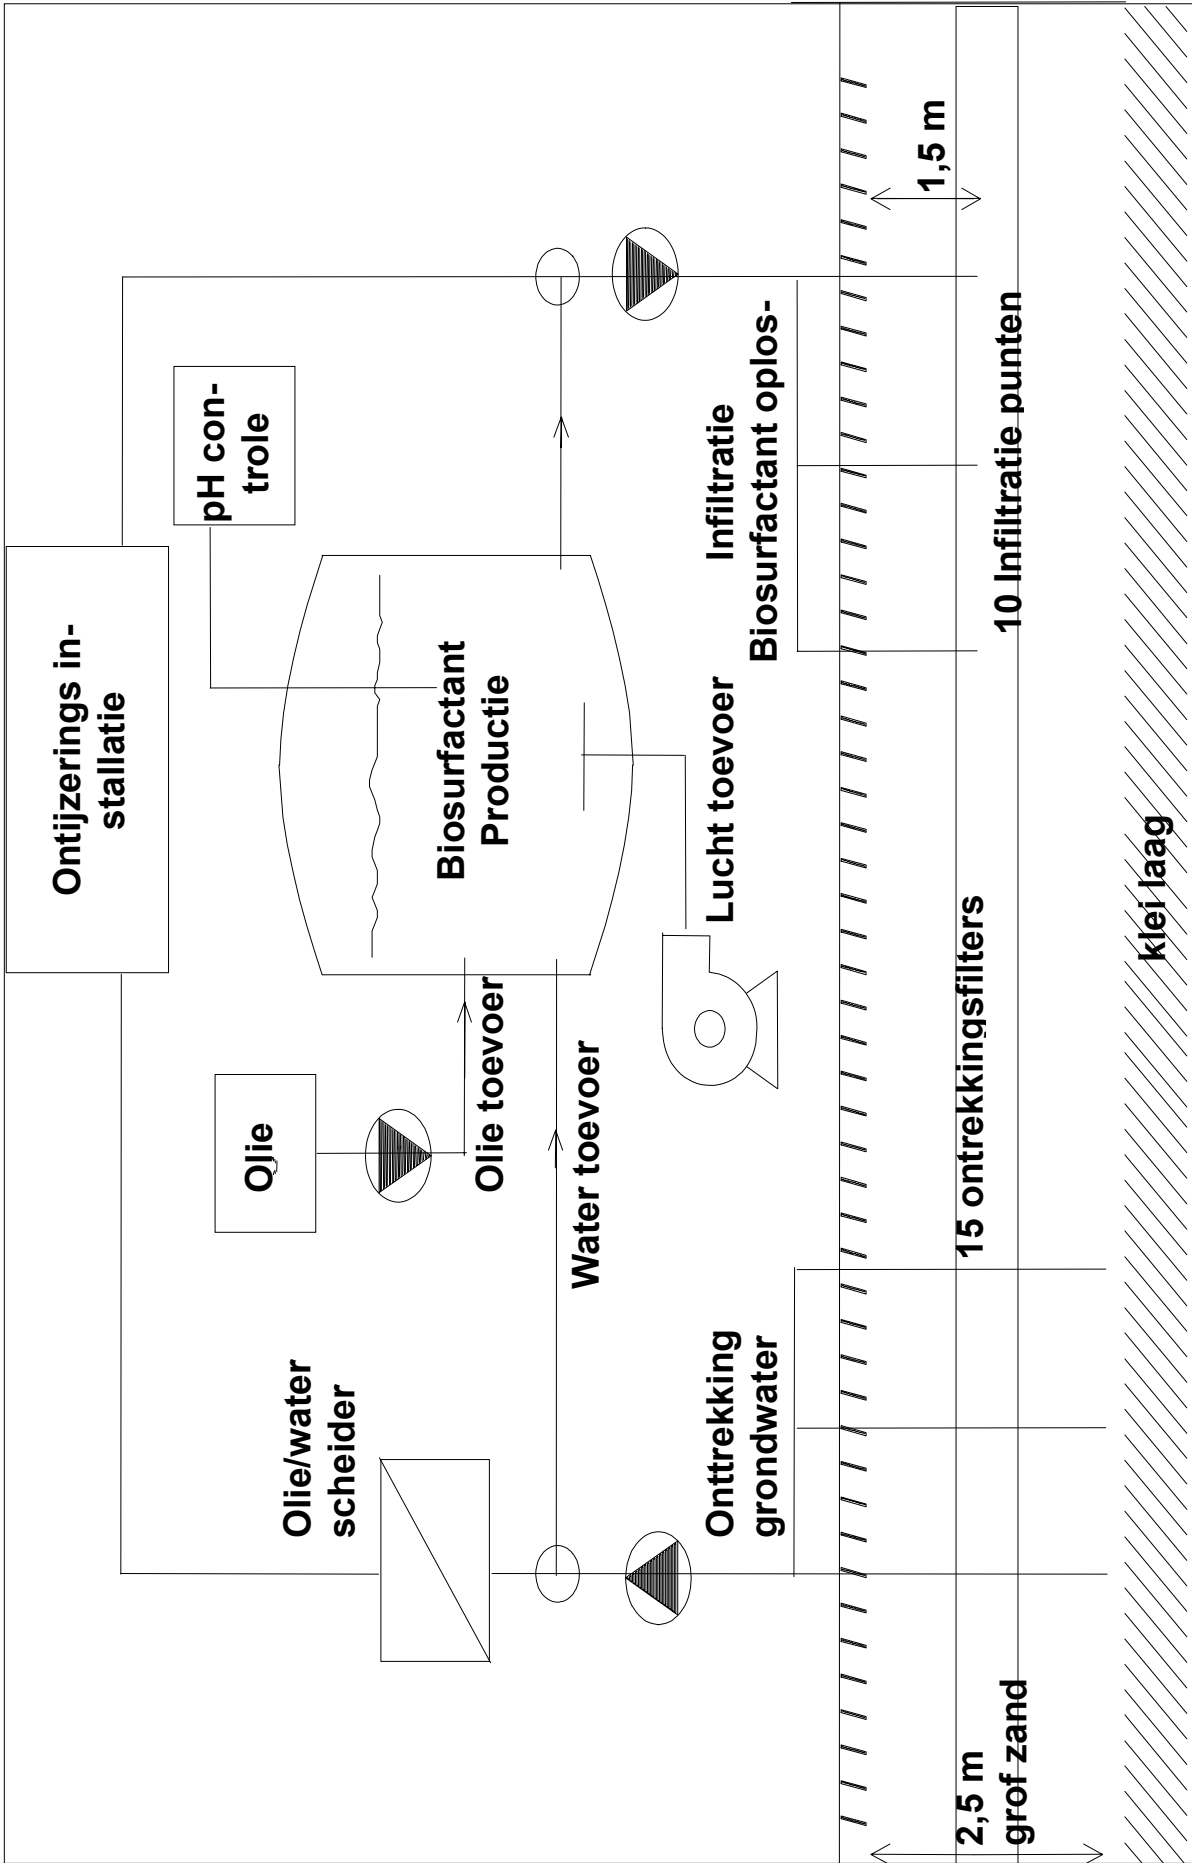 Ontijzerings in-
stallatie
pH con-
trole
Olie
Olie/water
scheider
Biosurfactant
Productie
Olie toevoer
Water toevoer
Lucht toevoer
Onttrekking
grondwater
Infiltratie
Biosurfactant oplos-
1,5 m
2,5 m
grof zand
15 ontrekkingsfilters
10 Infiltratie punten
klei laag